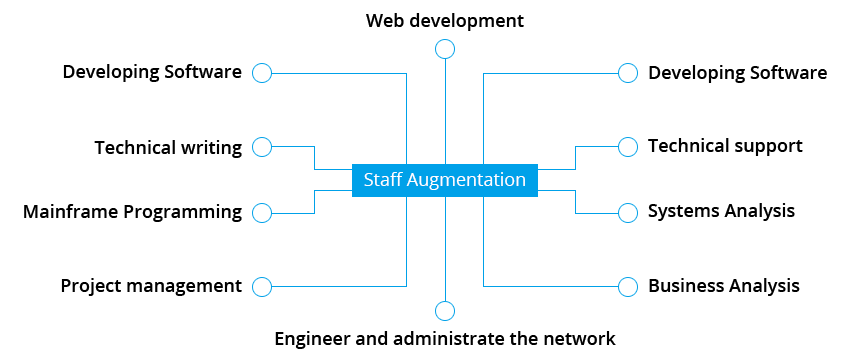 Web development
Developing Software
Developing Software
Technical writing
Technical support
Staff Augmentation
Mainframe Programming
Systems Analysis
Project management
Business Analysis
Engineer and administrate the network